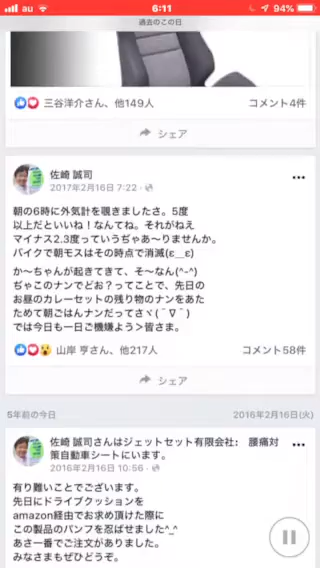 au 6:11 94%
過去のこの日
三谷洋介さん、他149人 コメント4件
シェア
佐崎 誠司
2017年2月16日 7:22
朝の6時に外気計を覗きましたさ。5度
以上だといいね！なんてね。それがねえ
マイナス2.3度っていうぢゃあ〜りませんか。
バイクで朝モスはその時点で消滅(ε＿ε)
か〜ちゃんが起きてきて、そ〜なん(^-^)
ぢゃこのナンでどお？ってことで、先日の
お昼のカレーセットの残り物のナンをあた
ためて朝ごはんナンだってさヾ(´∇｀)
では今日も一日ご機嫌よう＞皆さま。
山岸 亨さん、他217人 コメント58件
シェア
5年前の今日 2016年2月16日(火)
佐崎 誠司さんはジェットセット有限会社: 腰痛対
策自動車シートにいます。
2016年2月16日 10:56
有り難いことでございます。
先日にドライブクッションを
amazon経由でお求め頂けた際に
この製品のパンフを忍ばせました^_^
あさ一番でご注文がありました。
みなさまもぜひどうぞ。